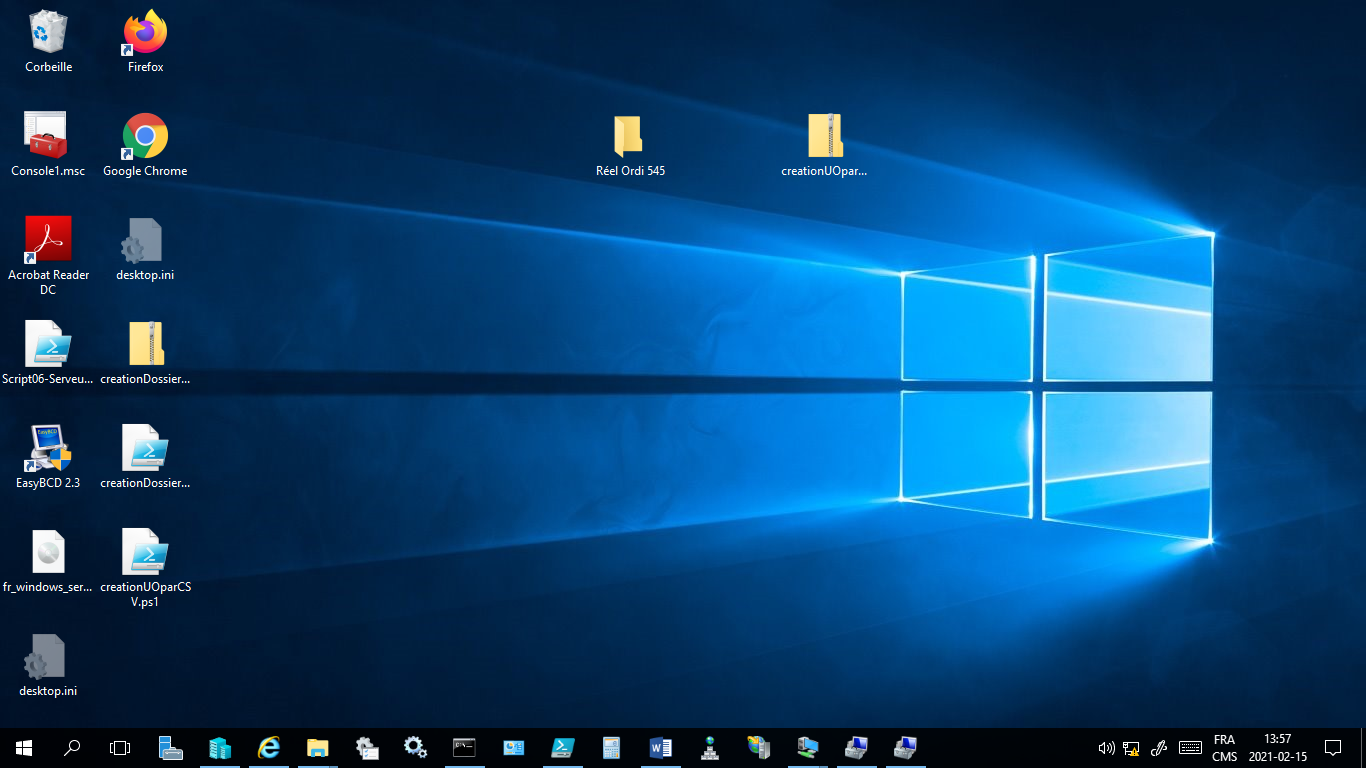 Corbeille
Firefox
Console1.msc
Google Chrome
Réel Ordi 545
creationUOpar...
Acrobat Reader
DC
desktop.ini
Script06-Serveu...
creationDossier...
EasyBCD 2.3
creationDossier...
fr_windows_ser...
creationUOparCS
V.ps1
desktop.ini
FRA
CMS
13:57
2021-02-15